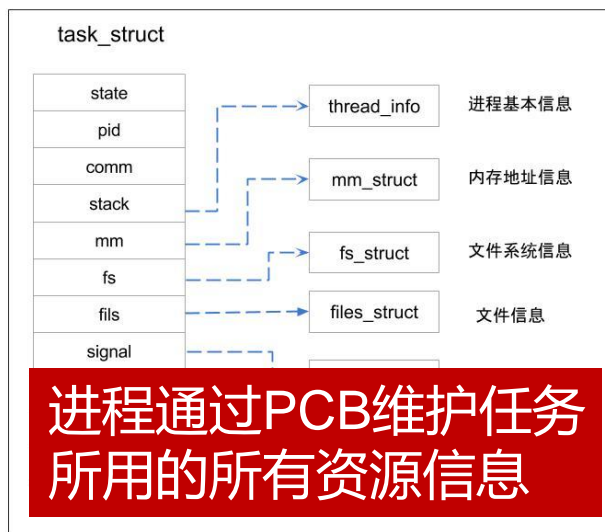 task_struct
state
pid
comm
stack
mm
fs
fils
signal
thread_info
进程基本信息
mm_struct
内存地址信息
fs_struct
文件系统信息
files_struct
文件信息
进程通过PCB维护任务
所用的所有资源信息